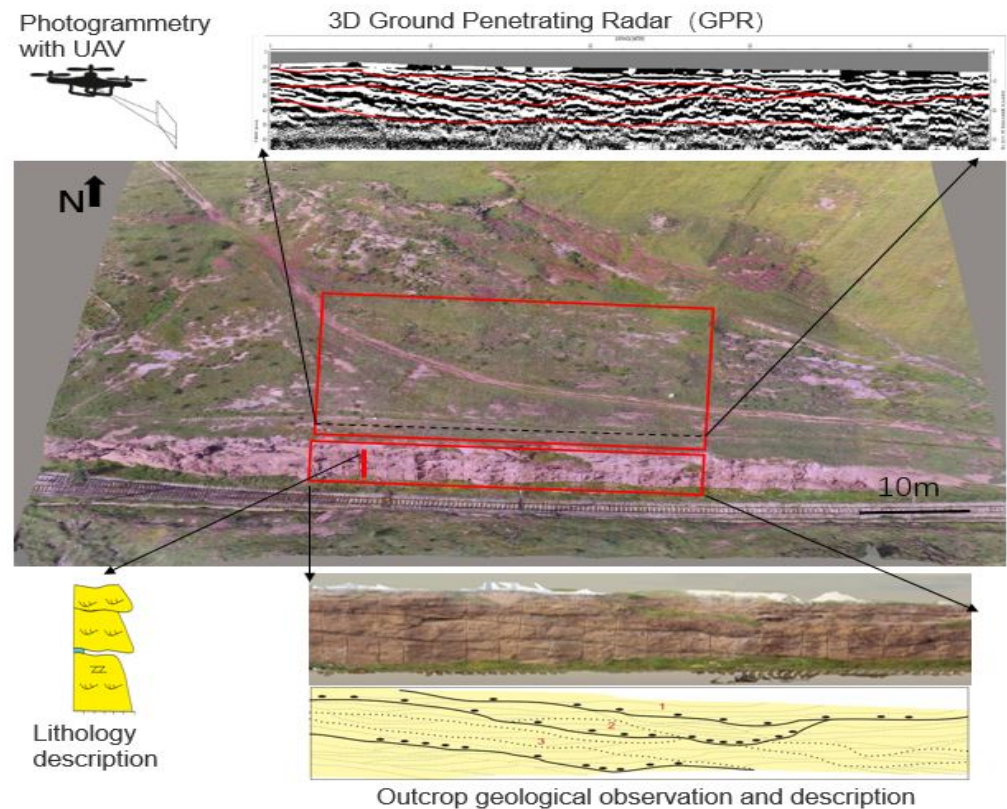 Photogrammetry
with UAV
3D Ground Penetrating Radar （GPR）
N
10m
ZZ
Lithology
description
1
2
3
Outcrop geological observation and description